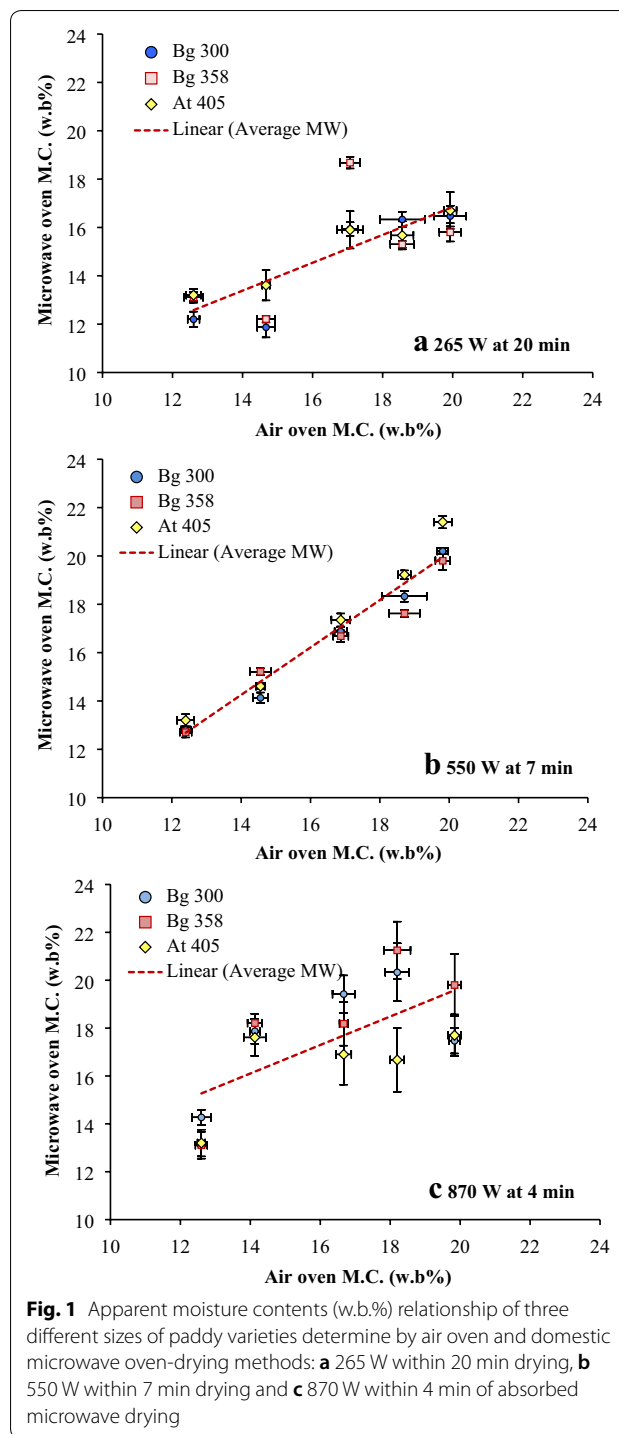 24
22
20
18
16
14
12
10
Microwave oven M.C. (w.b%)
Bg 300
Bg 358
At 405
Linear (Average MW)
a 265 W at 20 min
10 12 14 16 18 20 22 24
Air oven M.C. (w.b%)
24
22
20
18
16
14
12
10
Microwave oven M.C. (w.b%)
Bg 300
Bg 358
At 405
Linear (Average MW)
b 550 W at 7 min
10 12 14 16 18 20 22 24
Air oven M.C. (w.b%)
24
22
20
18
16
14
12
10
Microwave oven M.C. (w.b%)
Bg 300
Bg 358
At 405
Linear (Average MW)
c 870 W at 4 min
10 12 14 16 18 20 22 24
Air oven M.C. (w.b%)
Fig. 1 Apparent moisture contents (w.b.%) relationship of three
different sizes of paddy varieties determine by air oven and domestic
microwave oven-drying methods: a 265 W within 20 min drying, b
550 W within 7 min drying and c 870 W within 4 min of absorbed
microwave drying